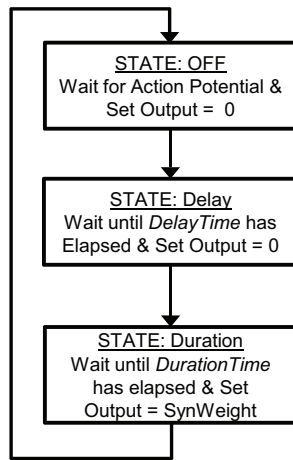 STATE: OFF
Wait for Action Potential &
Set Output = 0
STATE: Delay
Wait until DelayTime has
Elapsed & Set Output = 0
STATE: Duration
Wait until DurationTime
has elapsed & Set
Output = SynWeight